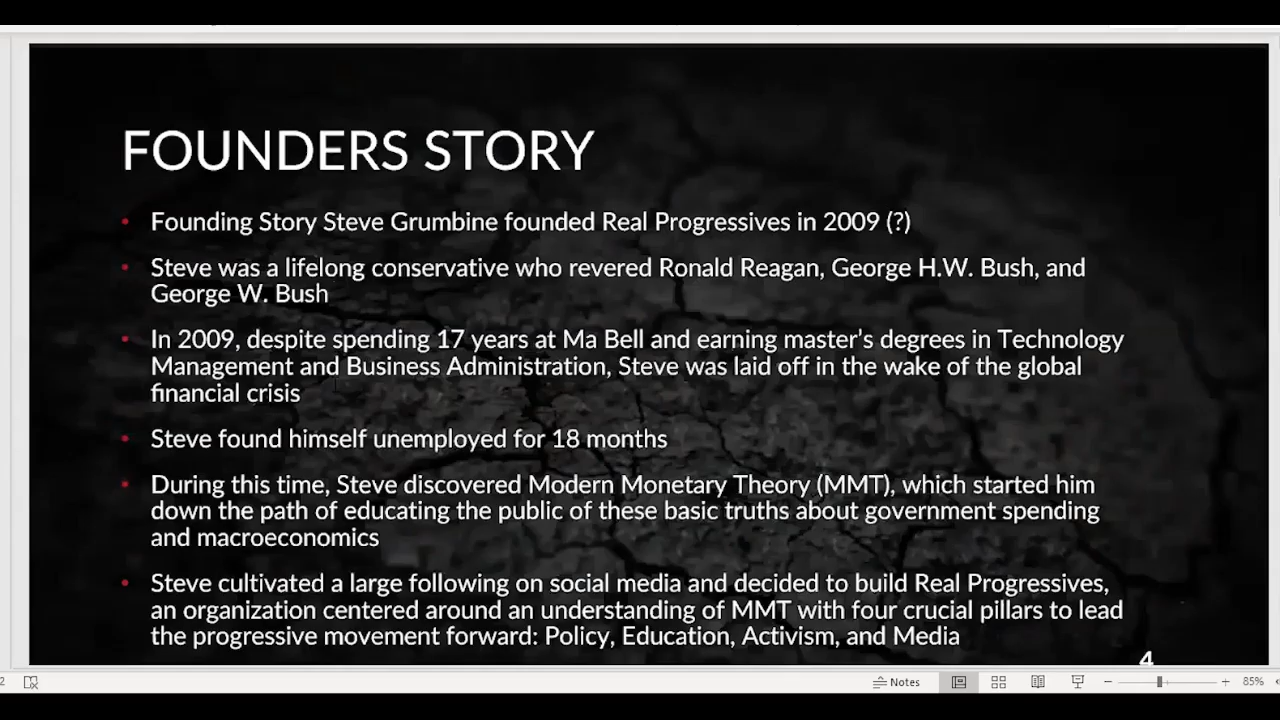 FOUNDERS STORY
• Founding Story Steve Grumbine founded Real Progressives in 2009 (?)
• Steve was a lifelong conservative who revered Ronald Reagan, George H.W. Bush, and
George W. Bush
• In 2009, despite spending 17 years at Ma Bell and earning master's degrees in Technology
Management and Business Administration, Steve was laid off in the wake of the global
financial crisis
• Steve found himself unemployed for 18 months
• During this time, Steve discovered Modern Monetary Theory (MMT), which started him
down the path of educating the public of these basic truths about government spending
and macroeconomics
• Steve cultivated a large following on social media and decided to build Real Progressives,
an organization centered around an understanding of MMT with four crucial pillars to lead
the progressive movement forward: Policy, Education, Activism, and Media
4
2 Notes − + 85%